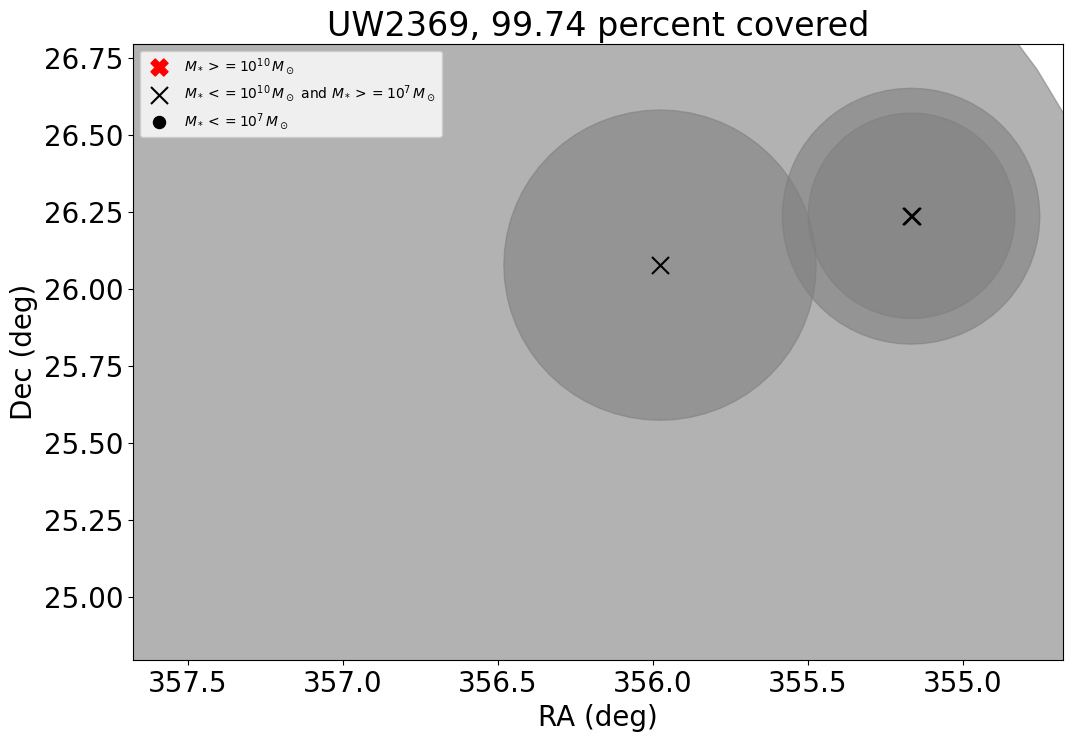 UW2369, 99.74 percent covered
M* >= 10^10 M⊙
M* <= 10^10 M⊙ and M* >= 10^7 M⊙
M* <= 10^7 M⊙
26.75
26.50
26.25
26.00
25.75
25.50
25.25
25.00
Dec (deg)
357.5 357.0 356.5 356.0 355.5 355.0
RA (deg)